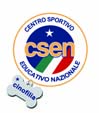 CENTRO SPORTIVO
csen
EDUCATIVO NAZIONALE
cinofilia